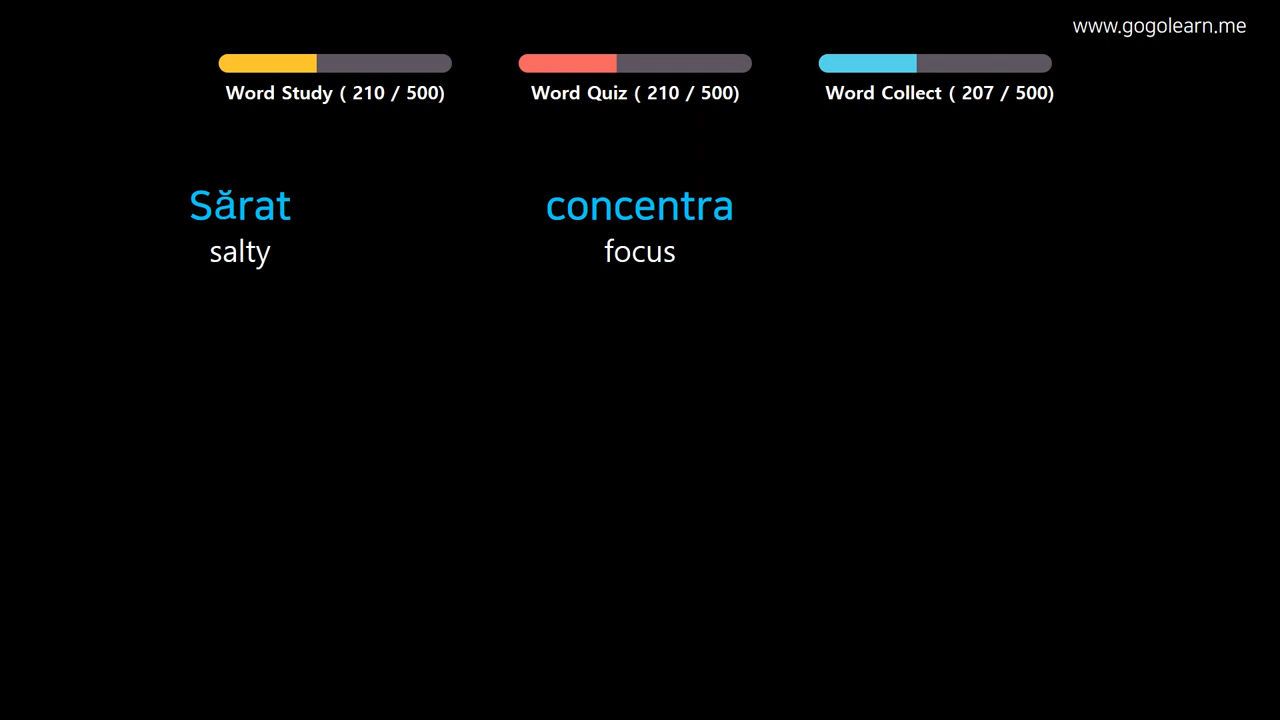 www.gogolearn.me
Word Study ( 210 / 500)
Word Quiz ( 210 / 500)
Word Collect ( 207 / 500)
Sărat
salty
concentra
focus